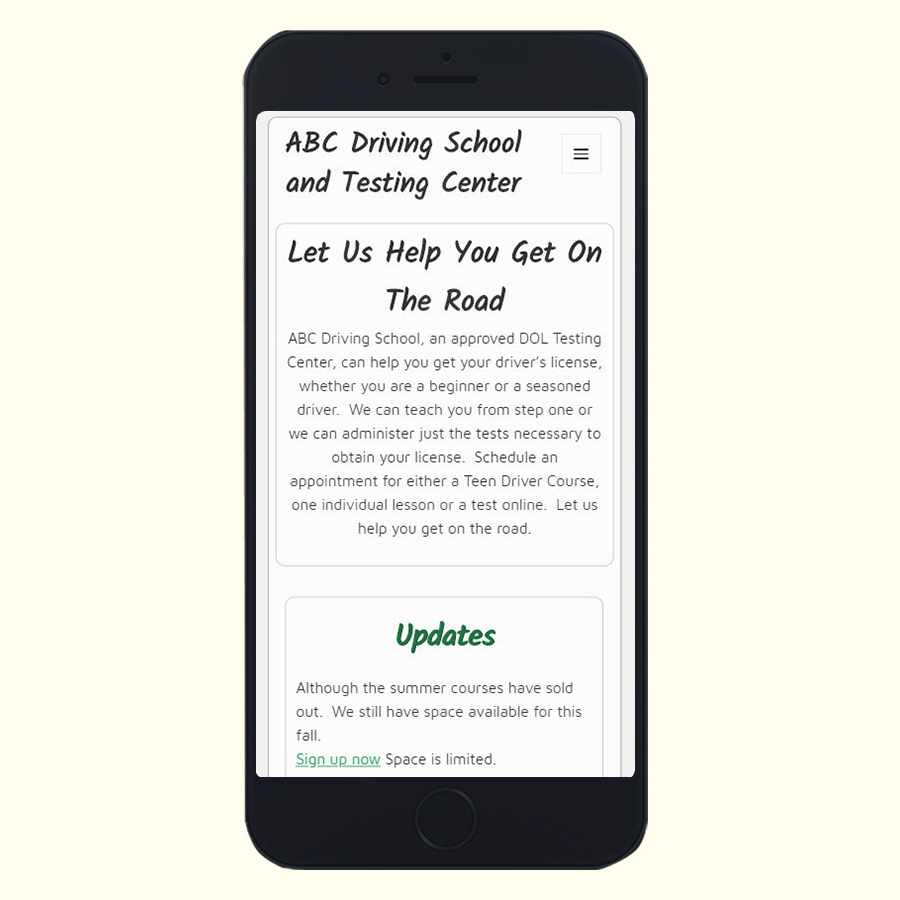 ABC Driving School
and Testing Center
Let Us Help You Get On
The Road
ABC Driving School, an approved DOL Testing
Center, can help you get your driver’s license,
whether you are a beginner or a seasoned
driver.  We can teach you from step one or
we can administer just the tests necessary to
obtain your license.  Schedule an
appointment for either a Teen Driver Course,
one individual lesson or a test online.  Let us
help you get on the road.
Updates
Although the summer courses have sold
out.  We still have space available for this
fall.
Sign up now Space is limited.